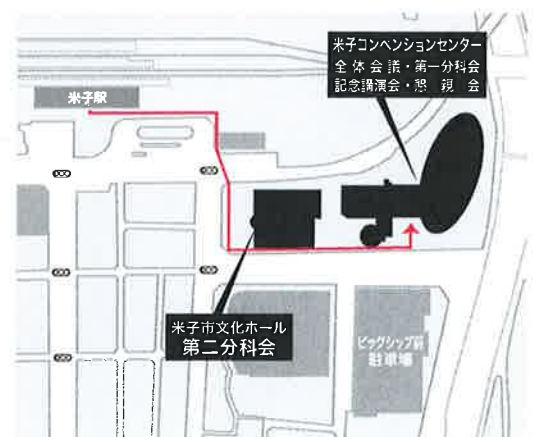 米子コンベンションセンター
全体会議・第一分科会
記念講演会・懇親会
米子駅
米子市文化ホール
第二分科会
ビッグシップ前
駐車場